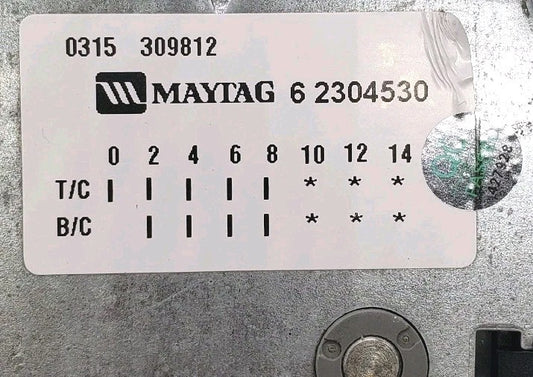 0315 309812
MAYTAG 6 2304530
0 2 4 6 8 10 12 14
T/C I I I I I * * *
B/C I I I I * * *